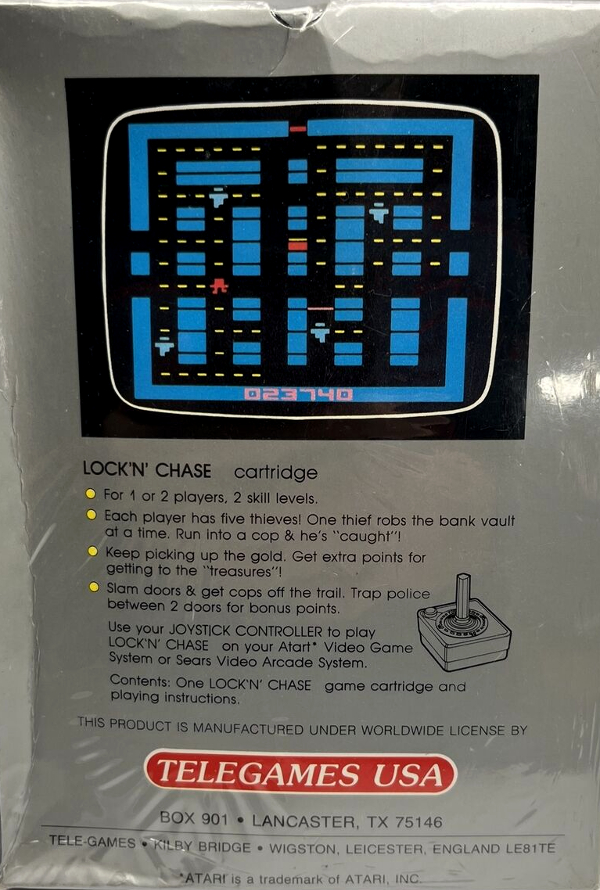 023740
LOCK'N' CHASE cartridge
For 1 or 2 players, 2 skill levels.
Each player has five thieves! One thief robs the bank vault
at a time. Run into a cop & he's "caught"!
Keep picking up the gold. Get extra points for
getting to the "treasures"!
Slam doors & get cops off the trail. Trap police
between 2 doors for bonus points.
Use your JOYSTICK CONTROLLER to play
LOCK'N' CHASE on your Atari* Video Game
System or Sears Video Arcade System.
Contents: One LOCK'N' CHASE game cartridge and
playing instructions.
THIS PRODUCT IS MANUFACTURED UNDER WORLDWIDE LICENSE BY
TELEGAMES USA
BOX 901 • LANCASTER, TX 75146
TELE-GAMES • KILBY BRIDGE • WIGSTON, LEICESTER, ENGLAND LE81TE
*ATARI is a trademark of ATARI, INC.